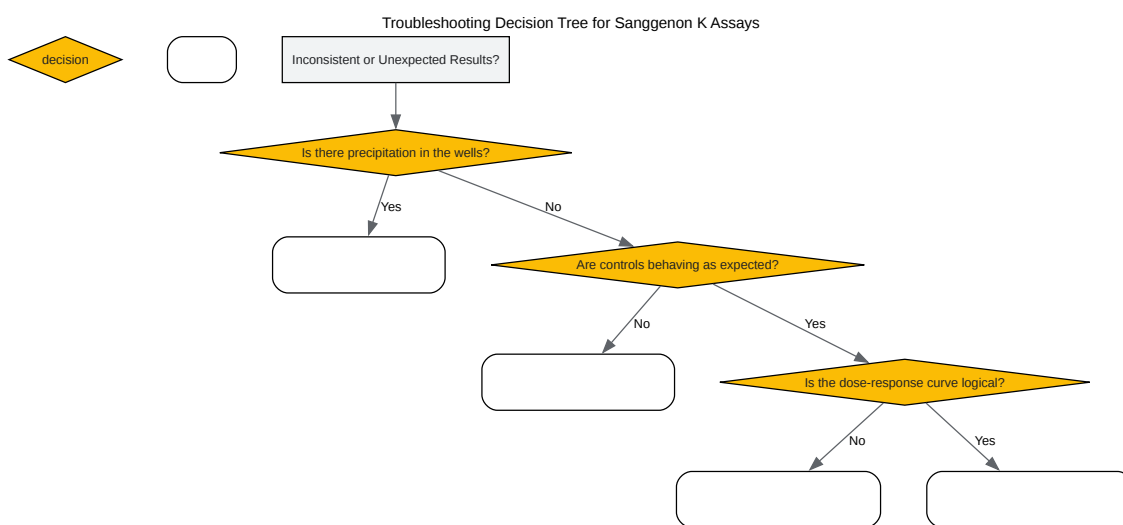 Troubleshooting Decision Tree for Sanggenon K Assays
decision
Inconsistent or Unexpected Results?
Is there precipitation in the wells?
Yes
No
Are controls behaving as expected?
No
Yes
Is the dose-response curve logical?
No
Yes